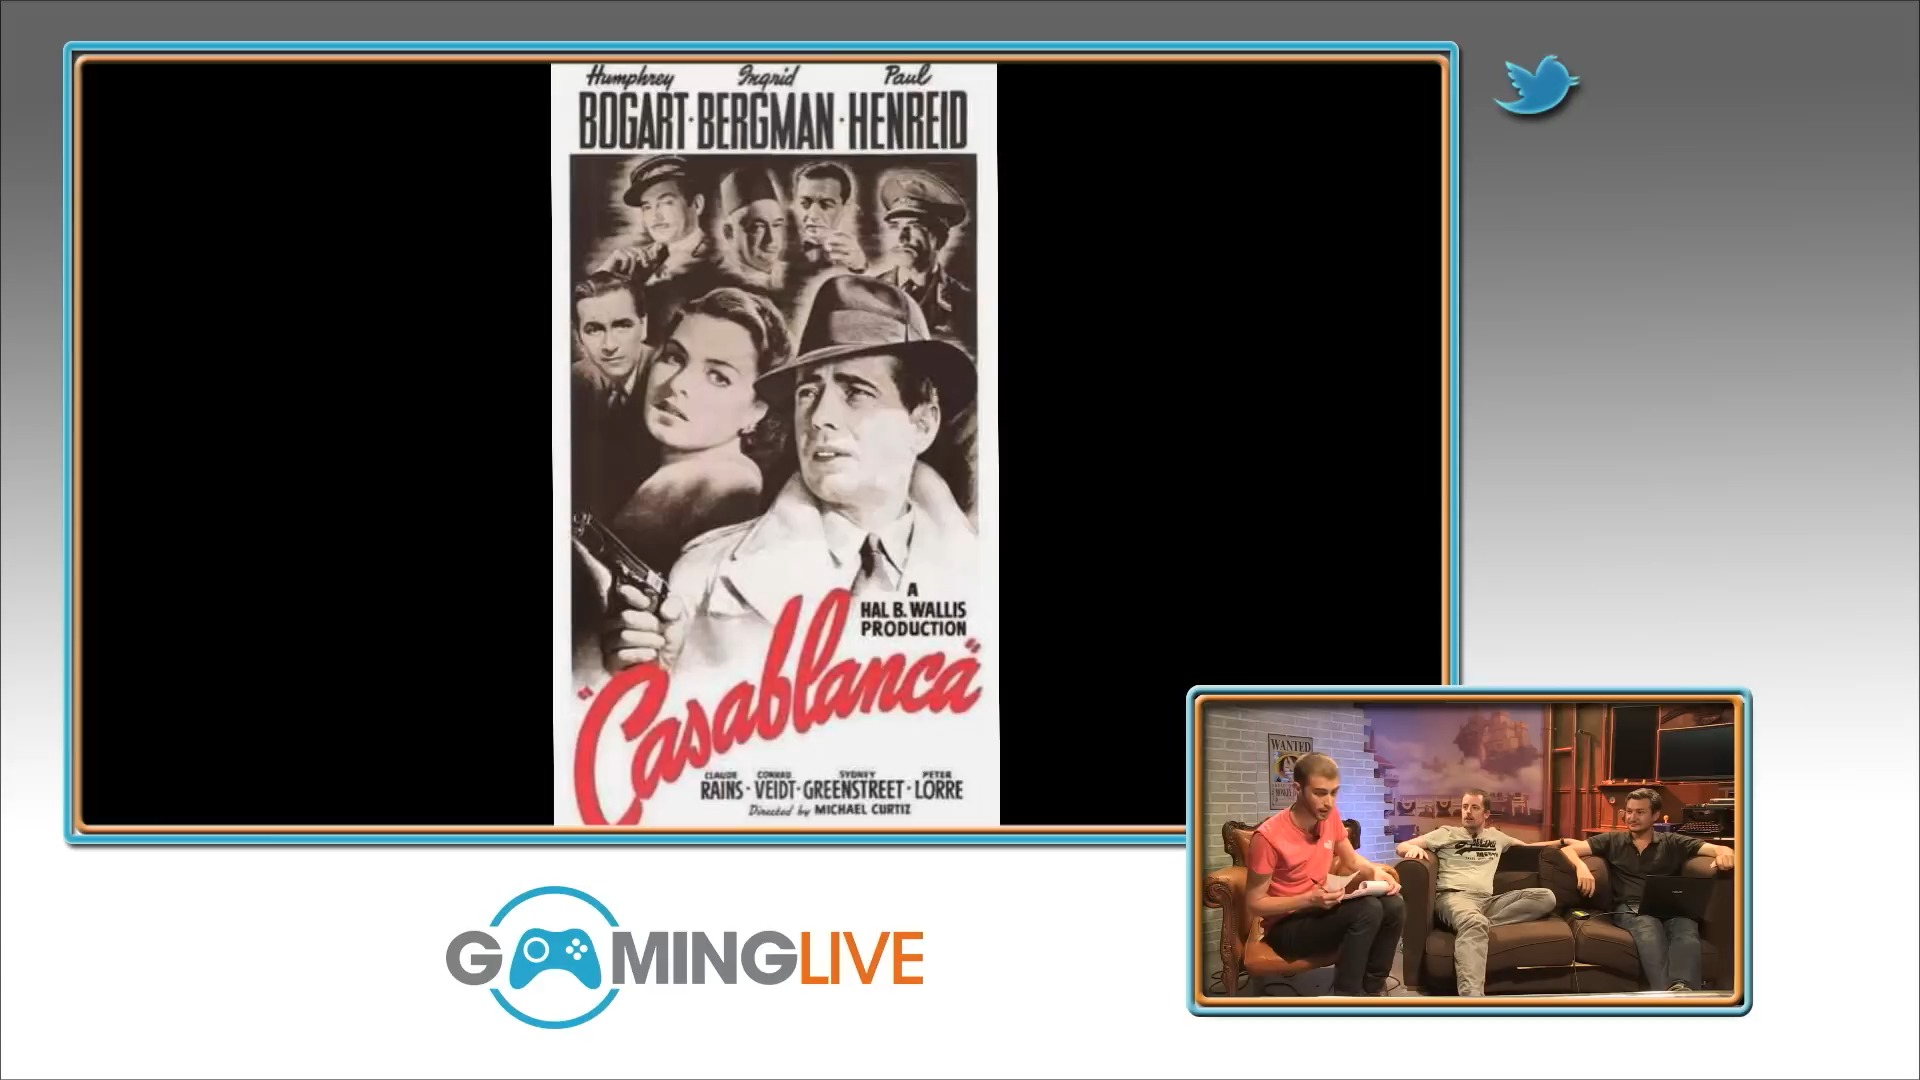 Humphrey Ingrid Paul
BOGART · BERGMAN · HENREID
A
HAL B. WALLIS
PRODUCTION
"Casablanca"
CLAUDE CONRAD SYDNEY PETER
RAINS · VEIDT · GREENSTREET · LORRE
Directed by MICHAEL CURTIZ
WANTED
GAMINGLIVE